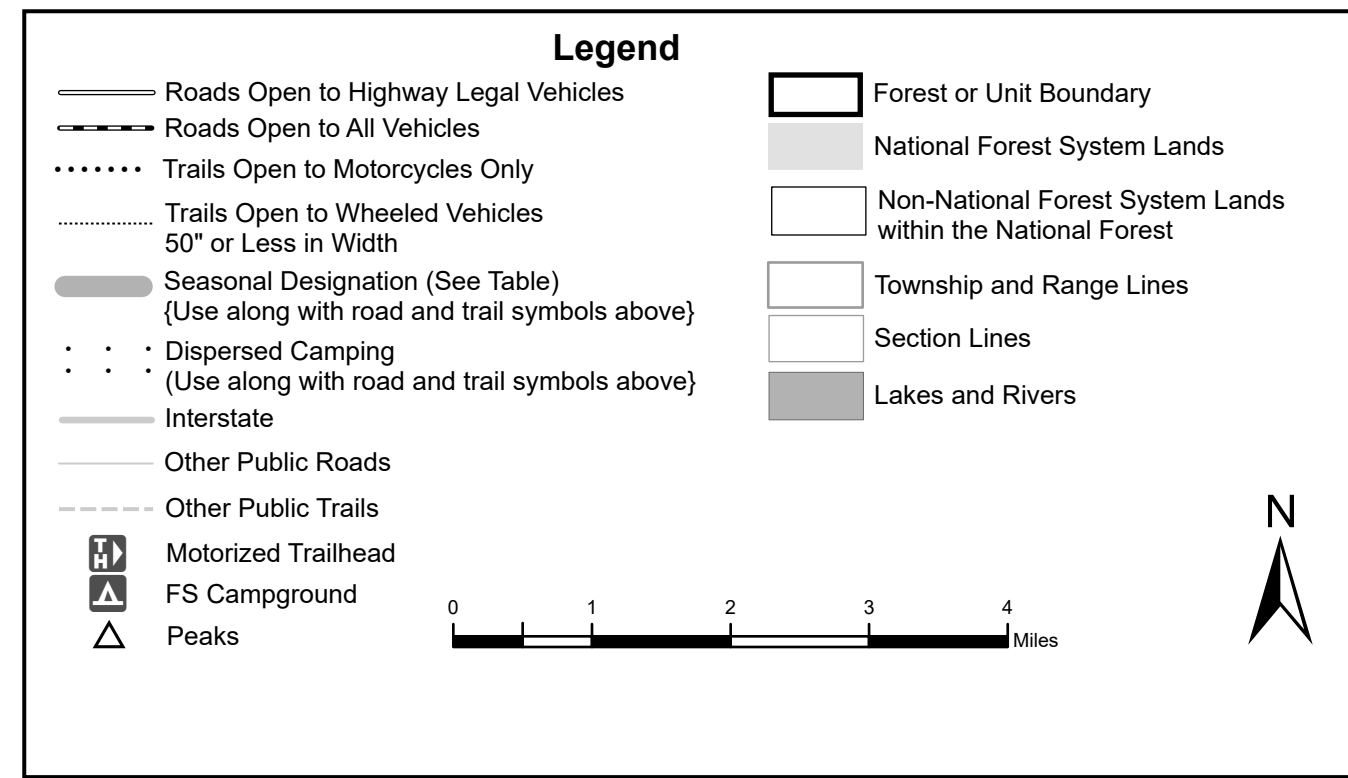 Legend
Roads Open to Highway Legal Vehicles
Roads Open to All Vehicles
Trails Open to Motorcycles Only
Trails Open to Wheeled Vehicles
50" or Less in Width
Seasonal Designation (See Table)
{Use along with road and trail symbols above}
Dispersed Camping
(Use along with road and trail symbols above}
Interstate
Other Public Roads
Other Public Trails
TH
Motorized Trailhead
FS Campground
Peaks
Forest or Unit Boundary
National Forest System Lands
Non-National Forest System Lands
within the National Forest
Township and Range Lines
Section Lines
Lakes and Rivers
0 1 2 3 4
Miles
N